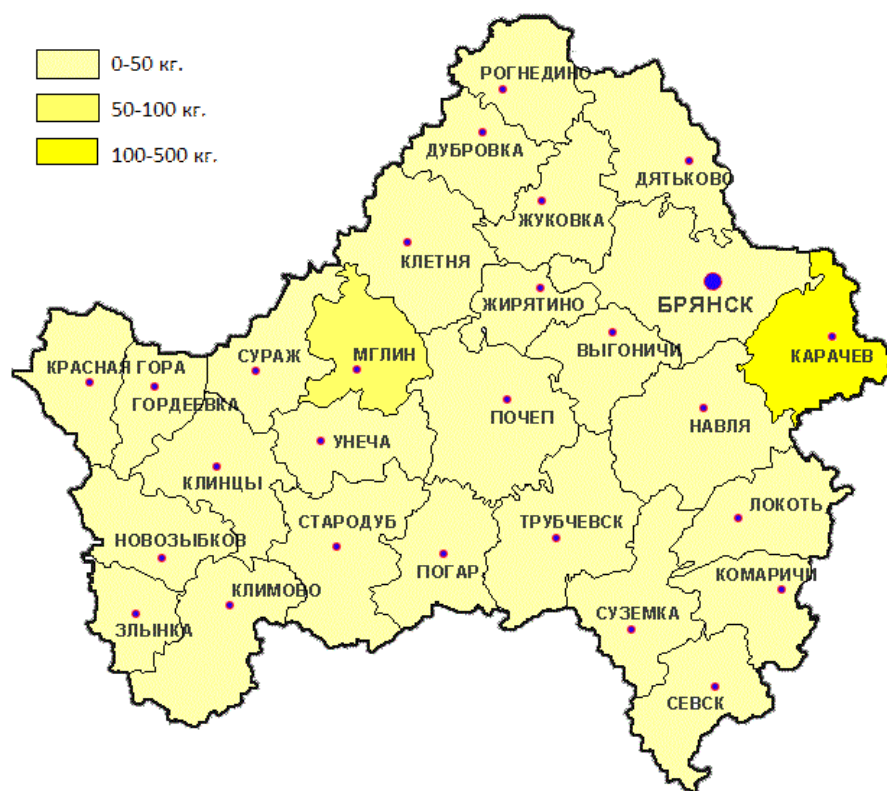 0-50 кг.
50-100 кг.
100-500 кг.
РОГНЕДИНО
ДУБРОВКА
ДЯТЬКОВО
ЖУКОВКА
КЛЕТНЯ
ЖИРЯТИНО
БРЯНСК
ВЫГОНИЧИ
КАРАЧЕВ
СУРАЖ
МГЛИН
КРАСНАЯ ГОРА
ГОРДЕЕВКА
ПОЧЕП
НАВЛЯ
УНЕЧА
КЛИНЦЫ
ЛОКОТЬ
СТАРОДУБ
ТРУБЧЕВСК
НОВОЗЫБКОВ
ПОГАР
КОМАРИЧИ
КЛИМОВО
СУЗЕМКА
ЗЛЫНКА
СЕВСК